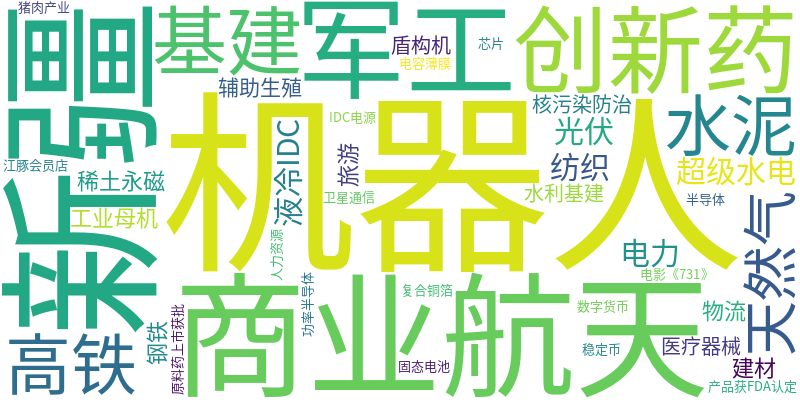 猪肉产业
新疆
基建
军工
盾构机
芯片
电容薄膜
创新药
辅助生殖
机器人
IDC电源
核污染防治
光伏
水泥
江豚会员店
稀土永磁
工业母机
液冷IDC
旅游
卫星通信
纺织
超级水电
水利基建
半导体
天然气
人力资源
电力
电影《731》
商业航天
高铁
钢铁
原料药上市获批
功率半导体
复合铜箔
固态电池
数字货币
稳定币
物流
医疗器械
建材
产品获FDA认定